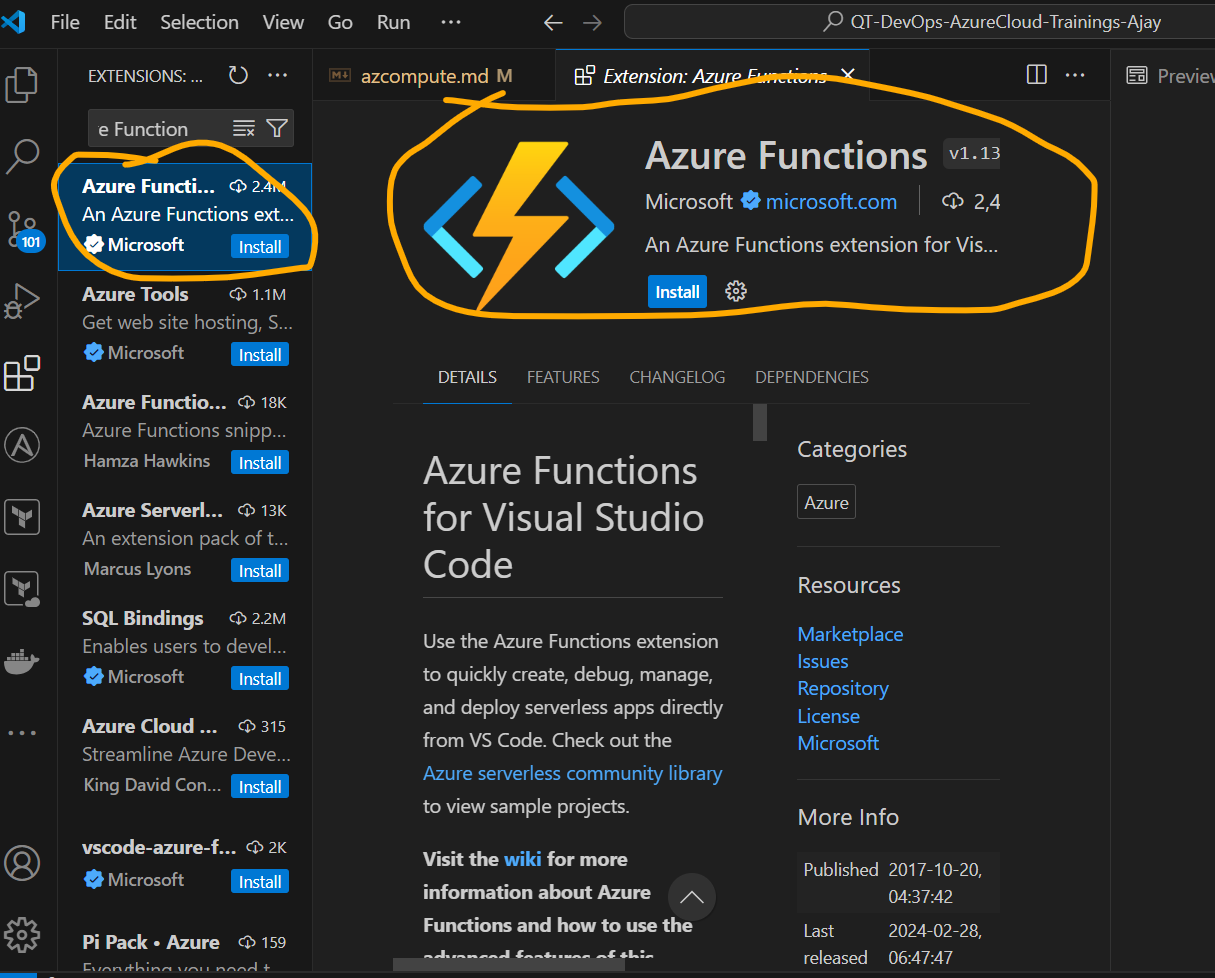 File Edit Selection View Go Run ···
QT-DevOps-AzureCloud-Trainings-Ajay
EXTENSIONS: ...
e Function
Azure Functi... 2.4M
An Azure Functions ext...
Microsoft Install
Azure Tools 1.1M
Get web site hosting, S...
Microsoft Install
Azure Functio... 18K
Azure Functions snipp...
Hamza Hawkins Install
Azure Serverl... 13K
An extension pack of t...
Marcus Lyons Install
SQL Bindings 2.2M
Enables users to devel...
Microsoft Install
Azure Cloud ... 315
Streamline Azure Deve...
King David Con... Install
vscode-azure-f... 2K
Microsoft Install
Pi Pack • Azure 159
Everything you need t
101
azcompute.md M
Extension: Azure Functions
Preview
Azure Functions v1.13
Microsoft microsoft.com 2,4
An Azure Functions extension for Vis...
Install
DETAILS FEATURES CHANGELOG DEPENDENCIES
Azure Functions
for Visual Studio
Code
Use the Azure Functions extension
to quickly create, debug, manage,
and deploy serverless apps directly
from VS Code. Check out the
Azure serverless community library
to view sample projects.
Visit the wiki for more
information about Azure
Functions and how to use the
advanced features of this
Categories
Azure
Resources
Marketplace
Issues
Repository
License
Microsoft
More Info
Published 2017-10-20,
04:37:42
Last 2024-02-28,
released 06:47:47